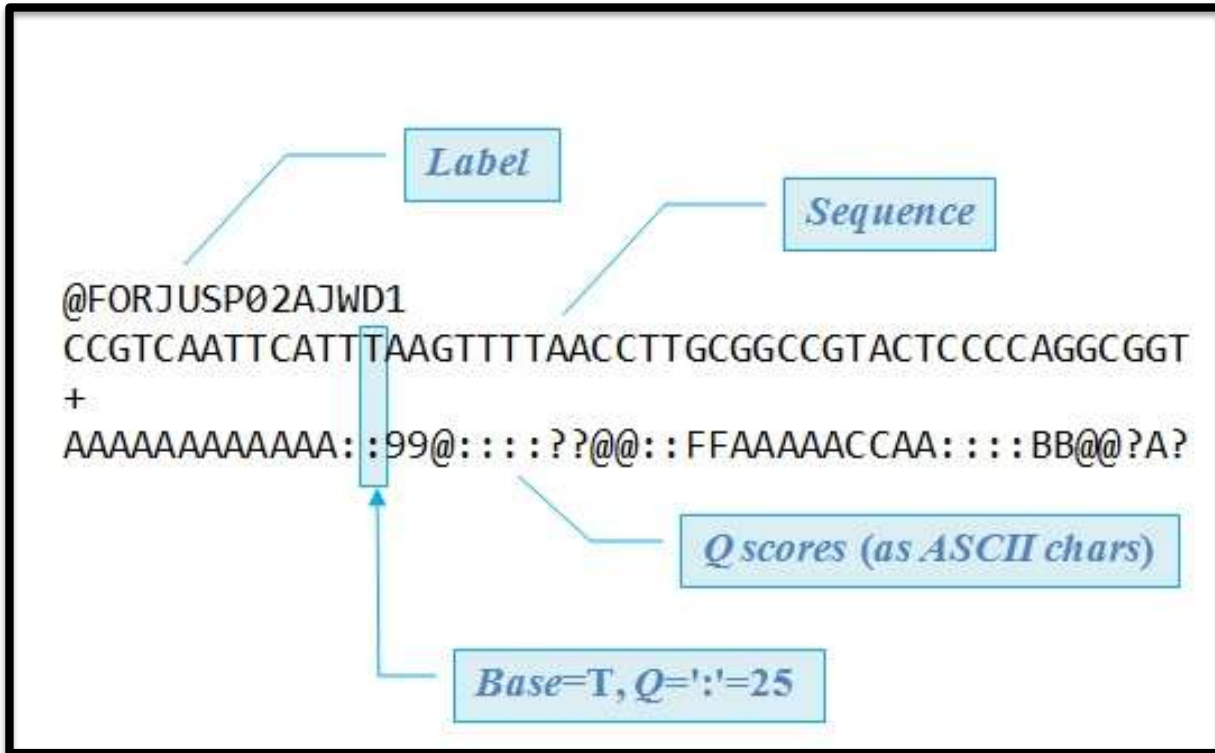 Label
Sequence
@FORJUSP02AJWD1
CCGTCAATTCATTTAAGTTTTAACCTTGCGGCCGTACTCCCCAGGCGGT
+
AAAAAAAAAAAA::99@::::??@@::FFAAAAACCAA::::BB@@?A?
Q scores (as ASCII chars)
Base=T, Q=':'=25